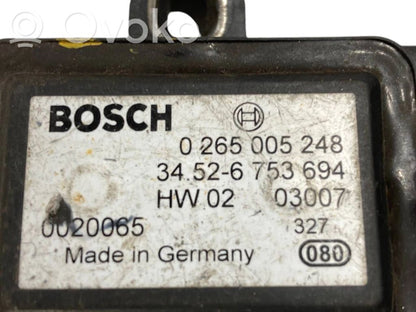 ovoko
BOSCH
0 265 005 248
34.52-6 753 694
HW 02 03007
0020065 327
Made in Germany 080